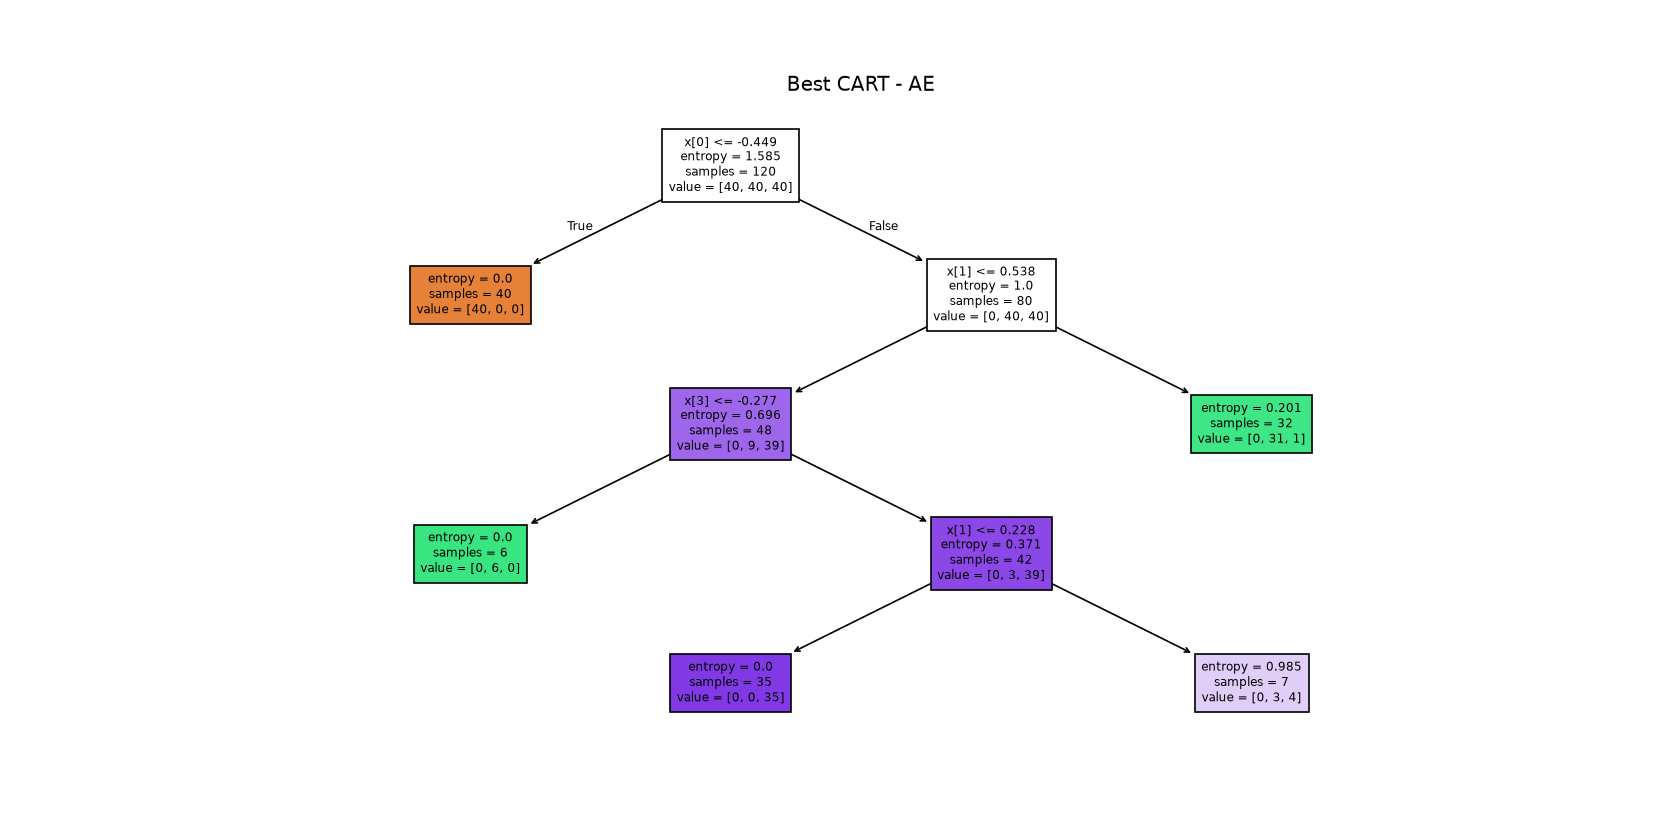 Best CART - AE
x[0] <= -0.449
entropy = 1.585
samples = 120
value = [40, 40, 40]
True
False
entropy = 0.0
samples = 40
value = [40, 0, 0]
x[1] <= 0.538
entropy = 1.0
samples = 80
value = [0, 40, 40]
x[3] <= -0.277
entropy = 0.696
samples = 48
value = [0, 9, 39]
entropy = 0.201
samples = 32
value = [0, 31, 1]
entropy = 0.0
samples = 6
value = [0, 6, 0]
x[1] <= 0.228
entropy = 0.371
samples = 42
value = [0, 3, 39]
entropy = 0.0
samples = 35
value = [0, 0, 35]
entropy = 0.985
samples = 7
value = [0, 3, 4]